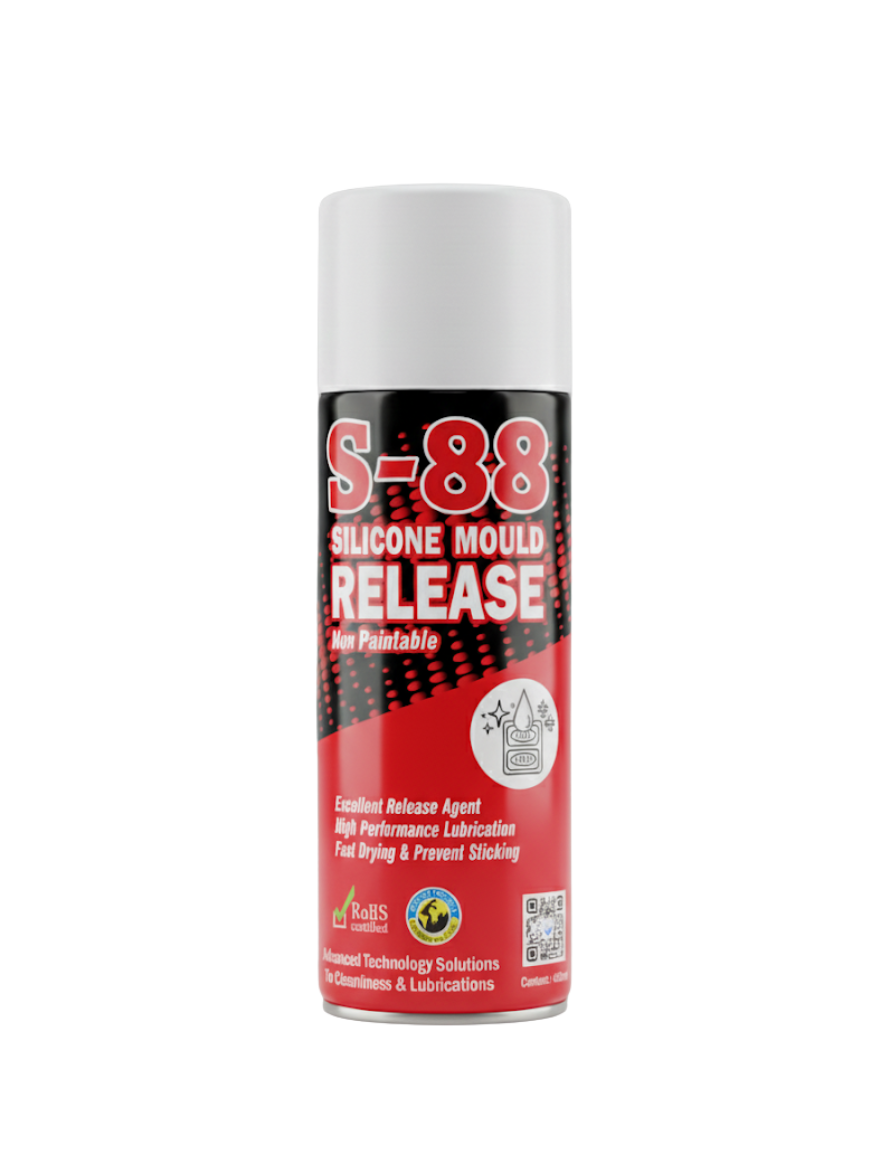 S-88
SILICONE MOULD
RELEASE
Non Paintable
Excellent Release Agent
High Performance Lubrication
Fast Drying & Prevent Sticking
RoHS
certified
Advanced Technology Solutions
To Cleanliness & Lubrications
Content: